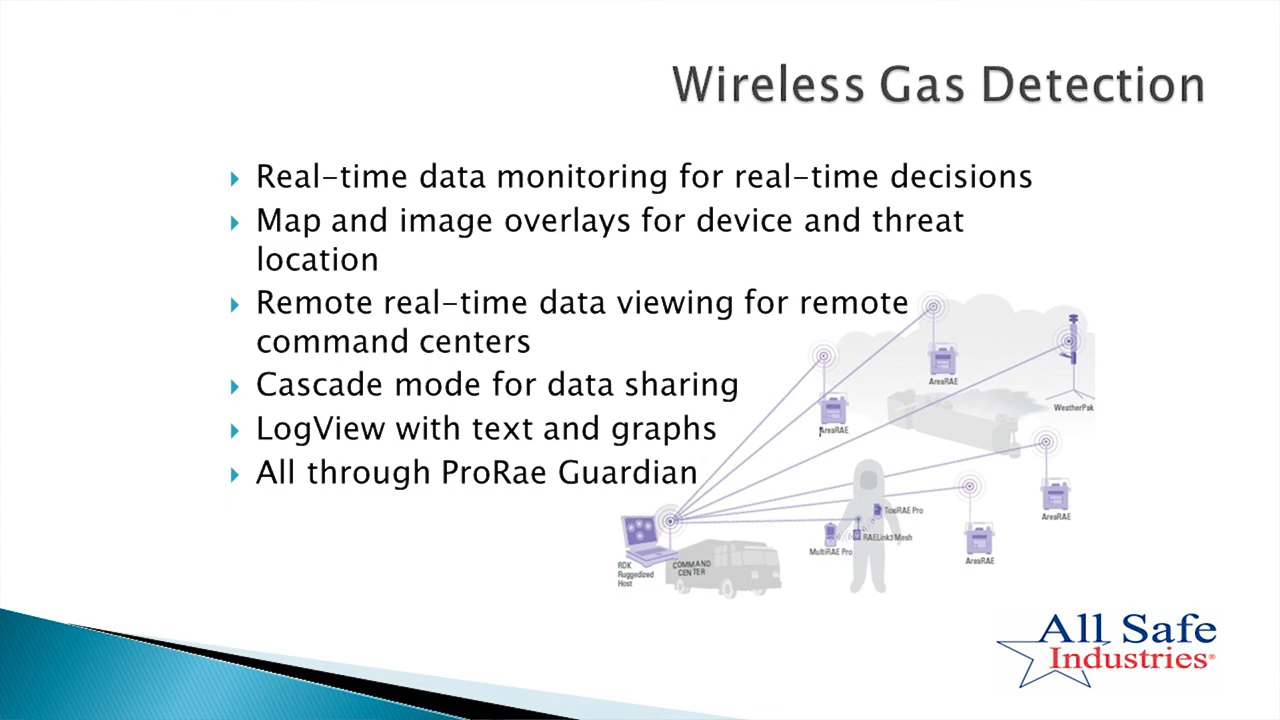 Wireless Gas Detection
Real-time data monitoring for real-time decisions
Map and image overlays for device and threat
location
Remote real-time data viewing for remote
command centers
Cascade mode for data sharing
LogView with text and graphs
All through ProRae Guardian
AreaRAE
WeatherPak
AreaRAE
AreaRAE
ToxiRAE Pro
RAELink3 Mesh
MultiRAE Pro
AreaRAE
RDK
Ruggedized
Host
COMMAND
CENTER
All Safe
Industries®